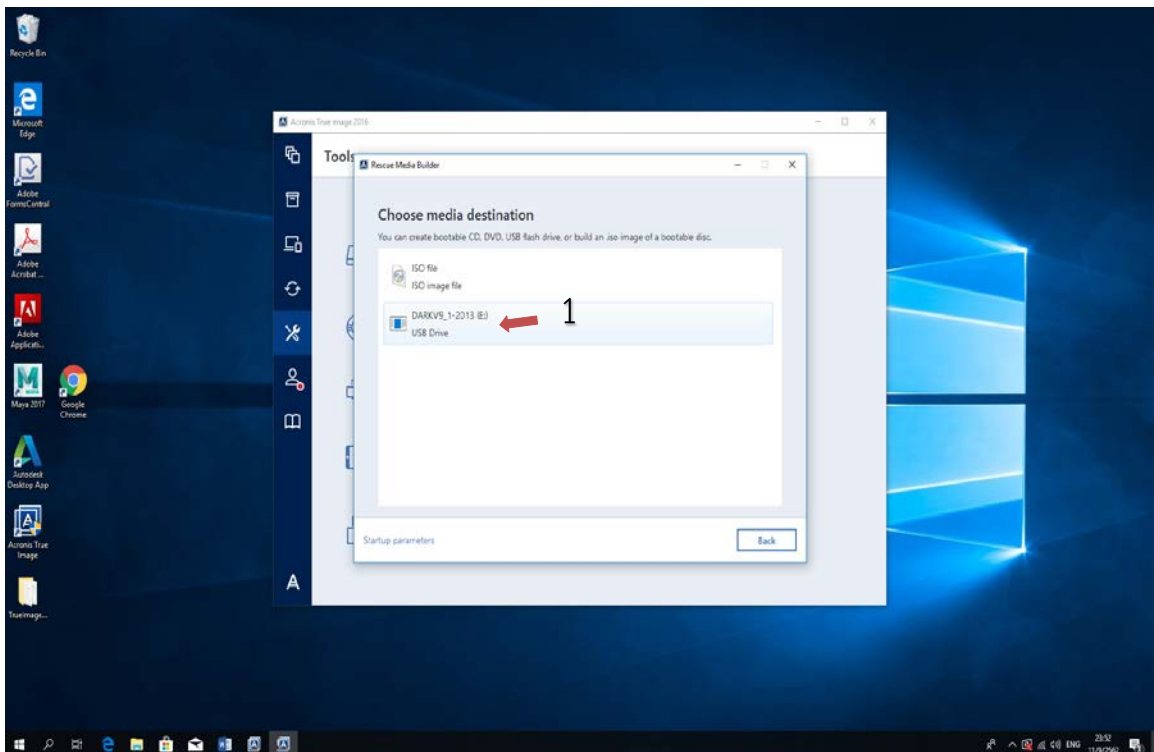 Recycle Bin
Microsoft
Edge
Adobe
FormsCentral
Adobe
Acrobat ...
Adobe
Applicati...
Maya 2017
Google
Chrome
Autodesk
Desktop App
Acronis True
Image
TrueImage...
Acronis True Image 2016
Tools
Rescue Media Builder
Choose media destination
You can create bootable CD, DVD, USB flash drive, or build an .iso image of a bootable disc.
ISO file
ISO image file
DARKV9_1-2013 (E:)
USB Drive
1
Startup parameters
Back
ENG
23:52